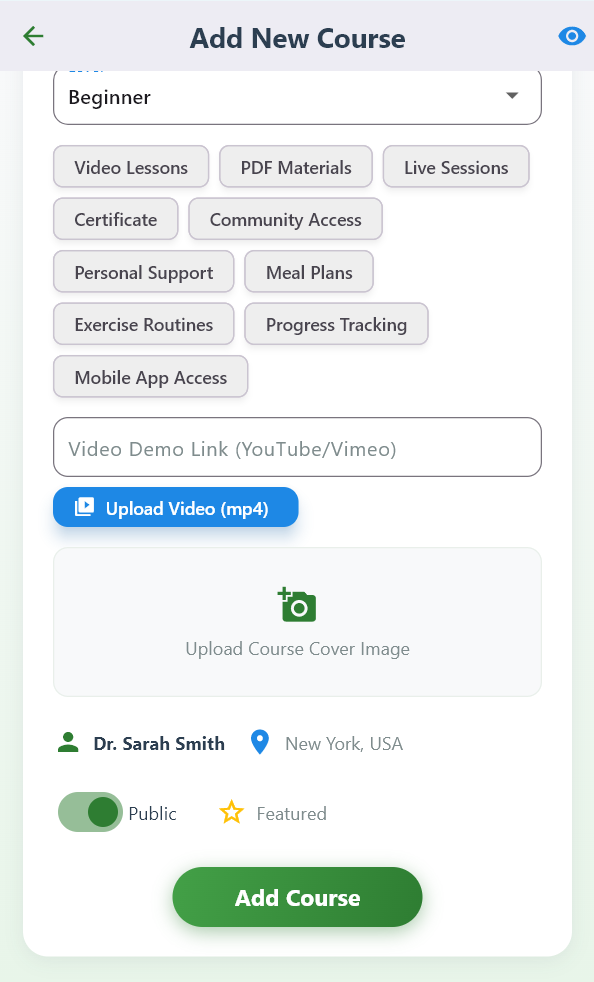 Add New Course
Beginner
Video Lessons PDF Materials Live Sessions
Certificate Community Access
Personal Support Meal Plans
Exercise Routines Progress Tracking
Mobile App Access
Video Demo Link (YouTube/Vimeo)
Upload Video (mp4)
Upload Course Cover Image
Dr. Sarah Smith New York, USA
Public Featured
Add Course